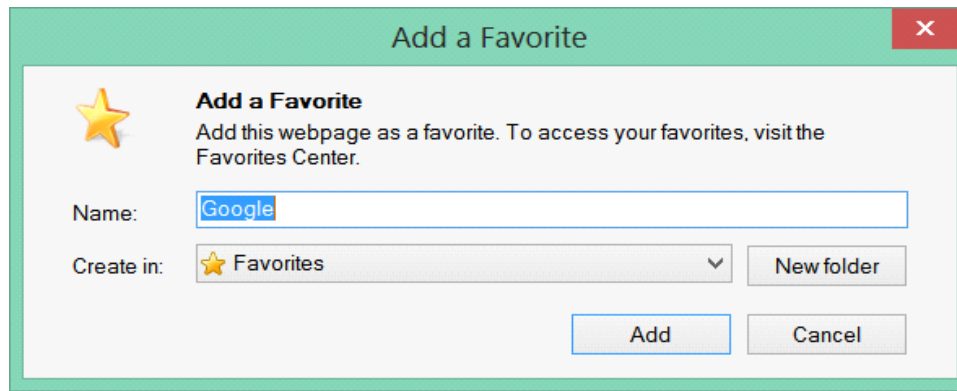 Add a Favorite
Add a Favorite
Add this webpage as a favorite. To access your favorites, visit the
Favorites Center.
Name:
Google
Create in:
Favorites
New folder
Add
Cancel